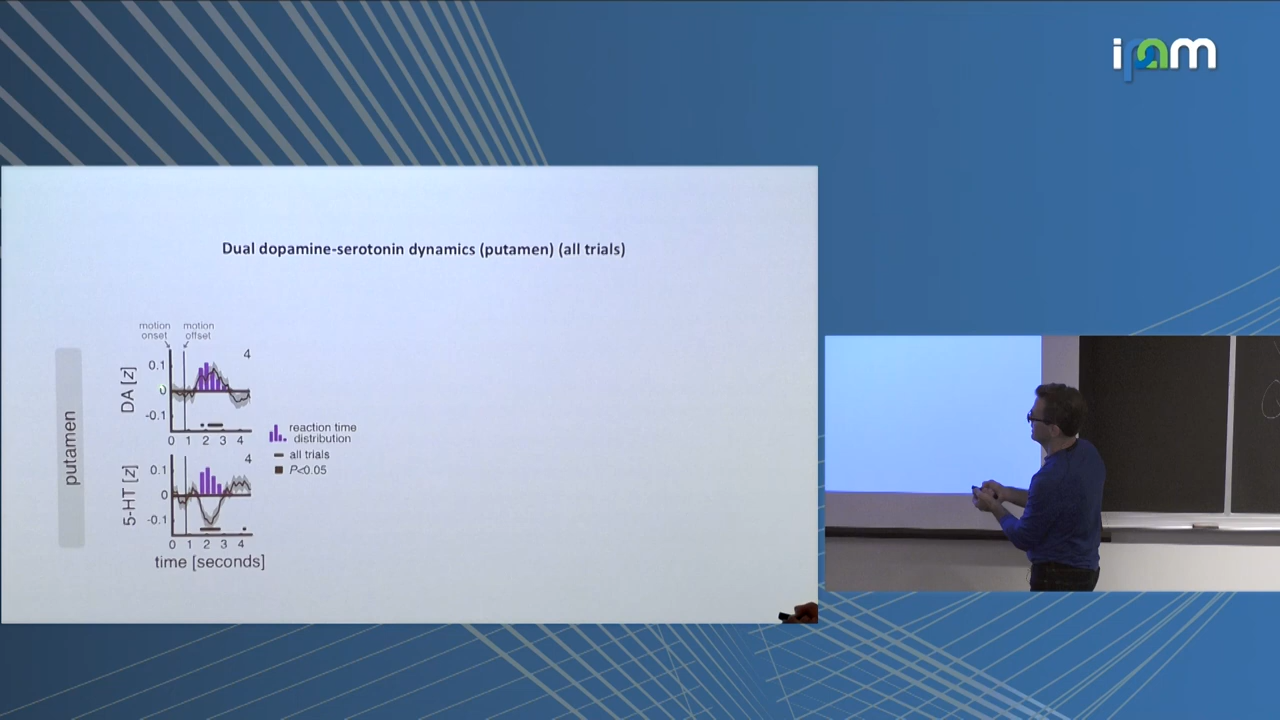 ipam
Dual dopamine-serotonin dynamics (putamen) (all trials)
motion onset
motion offset
putamen
DA [z]
0.1
0
-0.1
4
0 1 2 3 4
reaction time
distribution
all trials
P<0.05
5-HT [z]
0.1
0
-0.1
4
0 1 2 3 4
time [seconds]